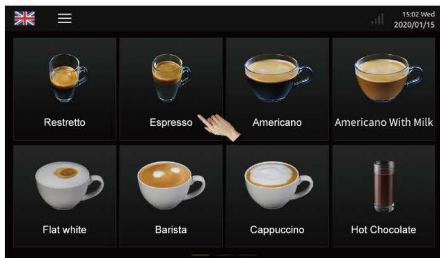 15:02 Wed
2020/01/15
Restretto
Espresso
Americano
Americano With Milk
Flat white
Barista
Cappuccino
Hot Chocolate